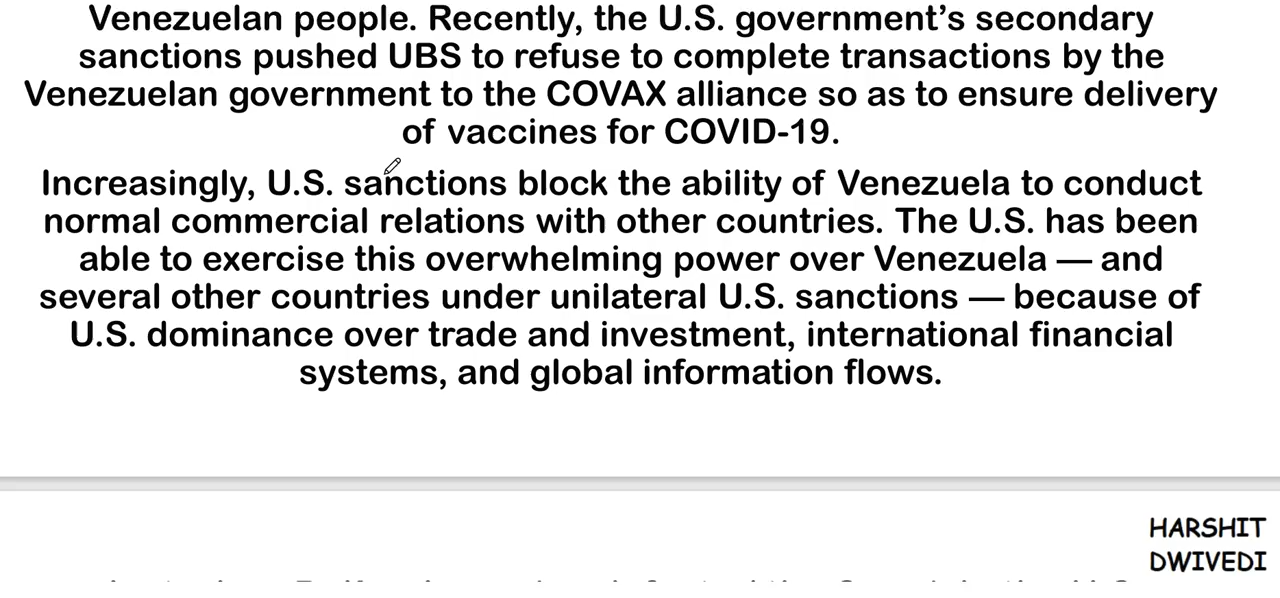 Venezuelan people. Recently, the U.S. government’s secondary
sanctions pushed UBS to refuse to complete transactions by the
Venezuelan government to the COVAX alliance so as to ensure delivery
of vaccines for COVID-19.
Increasingly, U.S. sanctions block the ability of Venezuela to conduct
normal commercial relations with other countries. The U.S. has been
able to exercise this overwhelming power over Venezuela — and
several other countries under unilateral U.S. sanctions — because of
U.S. dominance over trade and investment, international financial
systems, and global information flows.
HARSHIT
DWIVEDI